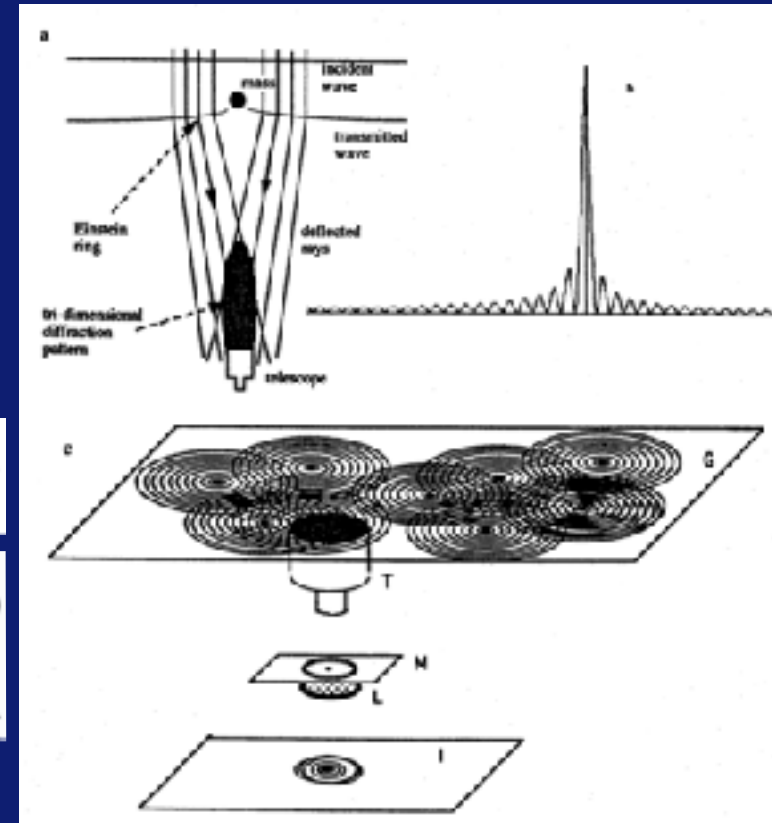 a
incident
wave
mass
transmitted
wave
Einstein
ring
deflected
rays
tri-dimensional
diffraction
pattern
telescope
c
G
T
M
L
I